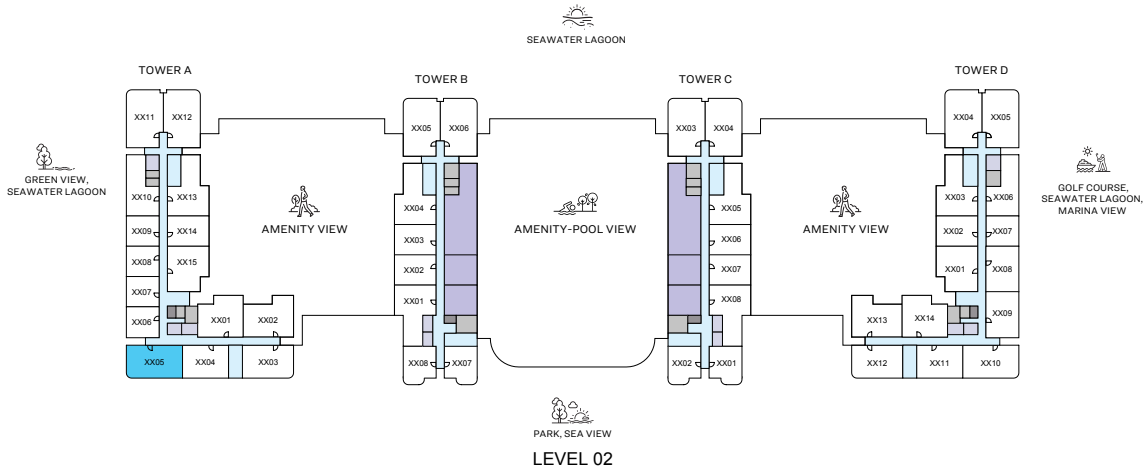 SEAWATER LAGOON
TOWER A
TOWER B
TOWER C
TOWER D
XX11
XX12
XX05
XX06
XX03
XX04
XX04
XX05
GREEN VIEW,
SEAWATER LAGOON
GOLF COURSE,
SEAWATER LAGOON,
MARINA VIEW
XX10
XX13
XX04
XX05
XX03
XX06
AMENITY VIEW
AMENITY-POOL VIEW
AMENITY VIEW
XX09
XX14
XX03
XX06
XX02
XX07
XX08
XX15
XX02
XX07
XX01
XX08
XX07
XX01
XX08
XX09
XX06
XX01
XX02
XX13
XX14
XX05
XX04
XX03
XX08
XX07
XX02
XX01
XX12
XX11
XX10
PARK, SEA VIEW
LEVEL 02